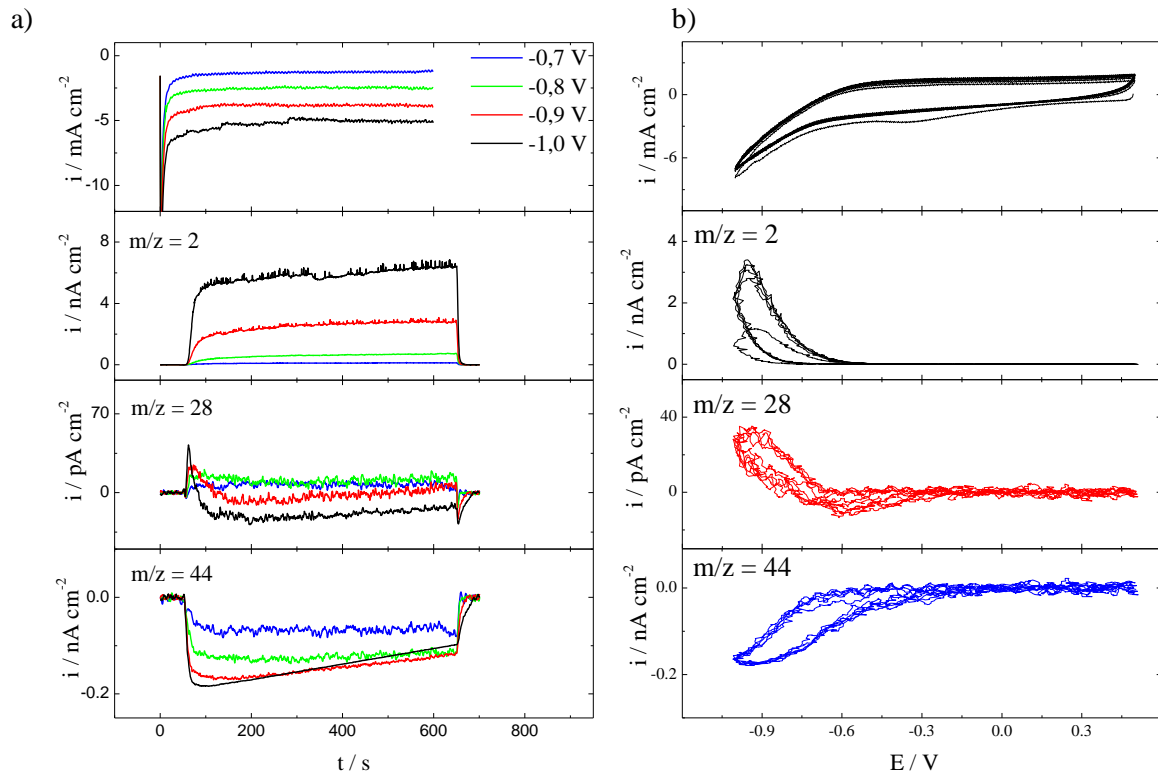 a)
0
-5
-10
i / mA cm-2
-0,7 V
-0,8 V
-0,9 V
-1,0 V
m/z = 2
8
4
0
i / nA cm-2
m/z = 28
70
0
i / pA cm-2
m/z = 44
0.0
-0.2
i / nA cm-2
0 200 400 600 800
t / s
b)
0
-6
i / mA cm-2
m/z = 2
4
2
0
i / nA cm-2
m/z = 28
40
0
i / pA cm-2
m/z = 44
0.0
-0.2
i / nA cm-2
-0.9 -0.6 -0.3 0.0 0.3
E / V